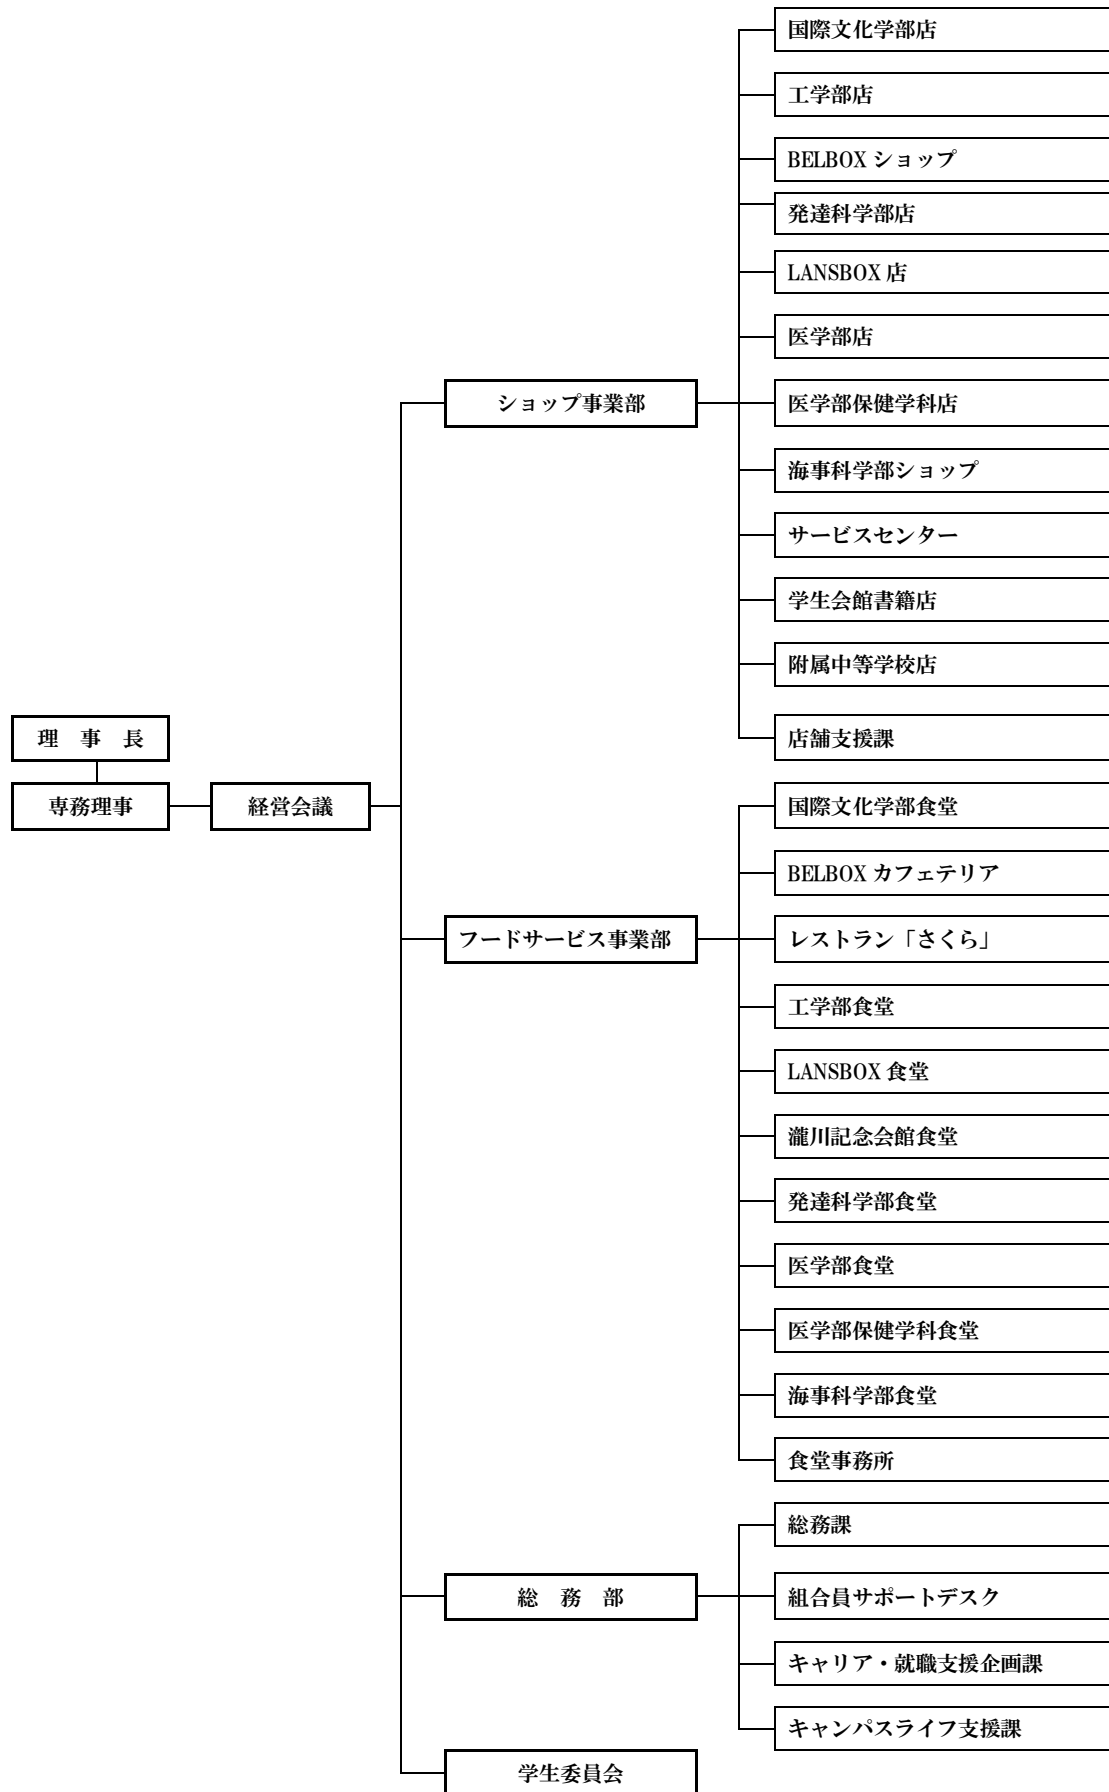 理　事　長
専務理事
経営会議
ショップ事業部
国際文化学部店
工学部店
BELBOX ショップ
発達科学部店
LANSBOX 店
医学部店
医学部保健学科店
海事科学部ショップ
サービスセンター
学生会館書籍店
附属中等学校店
店舗支援課
フードサービス事業部
国際文化学部食堂
BELBOX カフェテリア
レストラン「さくら」
工学部食堂
LANSBOX 食堂
瀧川記念会館食堂
発達科学部食堂
医学部食堂
医学部保健学科食堂
海事科学部食堂
食堂事務所
総　務　部
総務課
組合員サポートデスク
キャリア・就職支援企画課
キャンパスライフ支援課
学生委員会